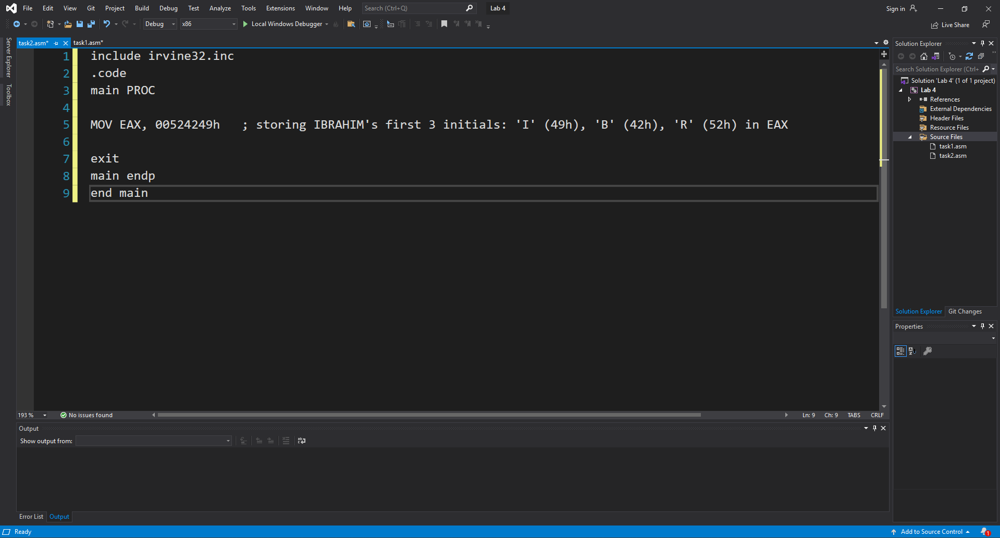 File Edit View Git Project Build Debug Test Analyze Tools Extensions Window Help Search (Ctrl+Q) Lab 4 Sign in
Debug x86 Local Windows Debugger Live Share
Server Explorer
Toolbox
task2.asm* task1.asm*
1 include irvine32.inc
2 .code
3 main PROC
4
5 MOV EAX, 00524249h ; storing IBRAHIM's first 3 initials: 'I' (49h), 'B' (42h), 'R' (52h) in EAX
6
7 exit
8 main endp
9 end main
193 % No issues found Ln: 9 Ch: 9 TABS CRLF
Output
Show output from:
Error List Output
Solution Explorer
Search Solution Explorer (Ctrl+
Solution 'Lab 4' (1 of 1 project)
Lab 4
References
External Dependencies
Header Files
Resource Files
Source Files
task1.asm
task2.asm
Solution Explorer Git Changes
Properties
Ready Add to Source Control 1